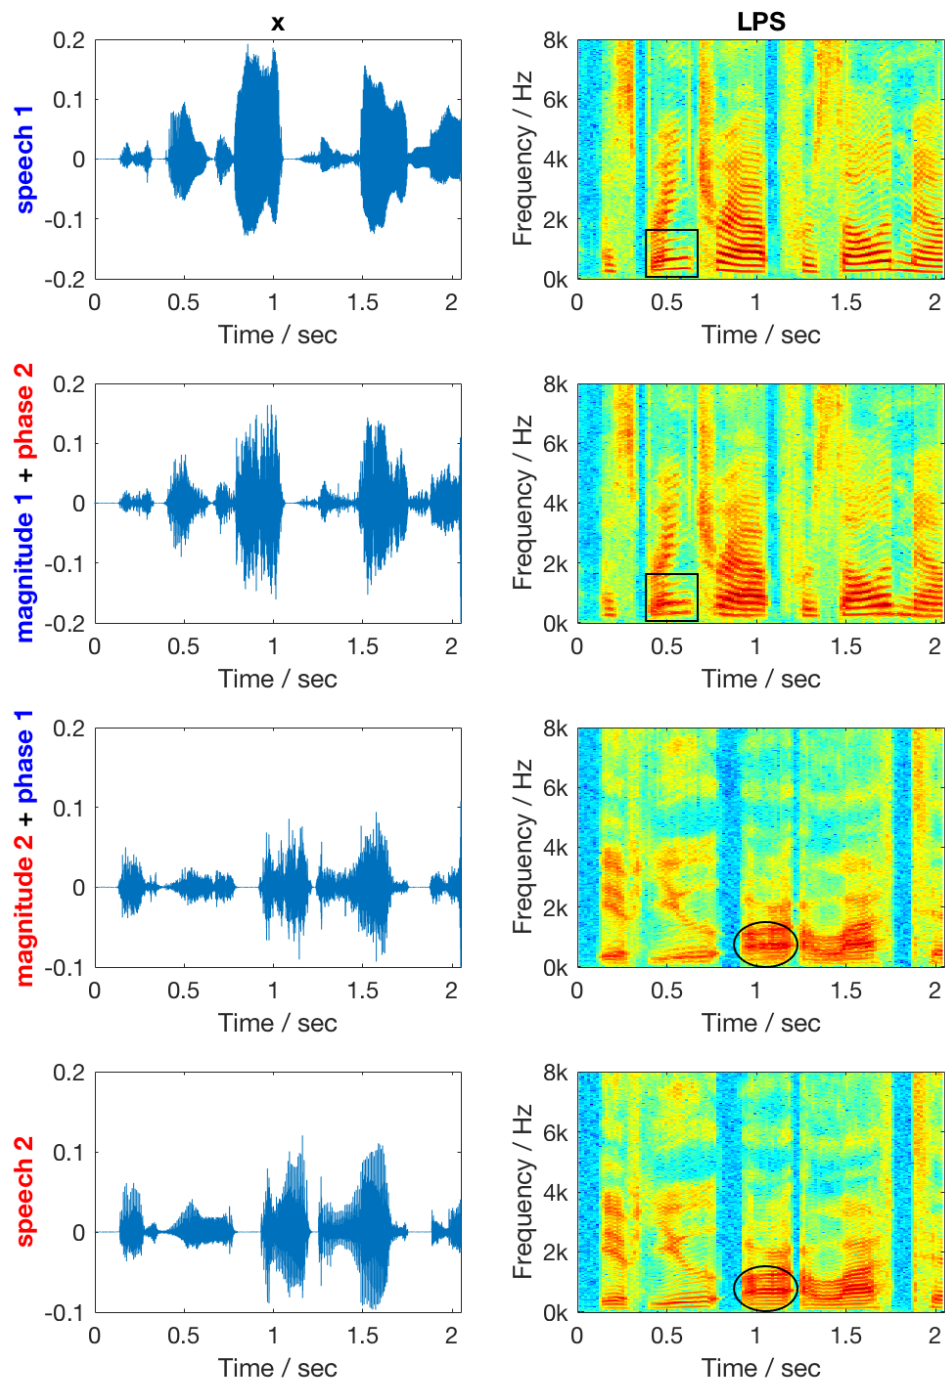 x
LPS
speech 1
0.2
0.1
0
-0.1
-0.2
0
0.5
1
1.5
2
Time / sec
Frequency / Hz
8k
6k
4k
2k
0k
0
0.5
1
1.5
2
Time / sec
magnitude 1 + phase 2
0.2
0.1
0
-0.1
-0.2
0
0.5
1
1.5
2
Time / sec
Frequency / Hz
8k
6k
4k
2k
0k
0
0.5
1
1.5
2
Time / sec
magnitude 2 + phase 1
0.2
0.1
0
-0.1
0
0.5
1
1.5
2
Time / sec
Frequency / Hz
8k
6k
4k
2k
0k
0
0.5
1
1.5
2
Time / sec
speech 2
0.2
0.1
0
-0.1
0
0.5
1
1.5
2
Time / sec
Frequency / Hz
8k
6k
4k
2k
0k
0
0.5
1
1.5
2
Time / sec